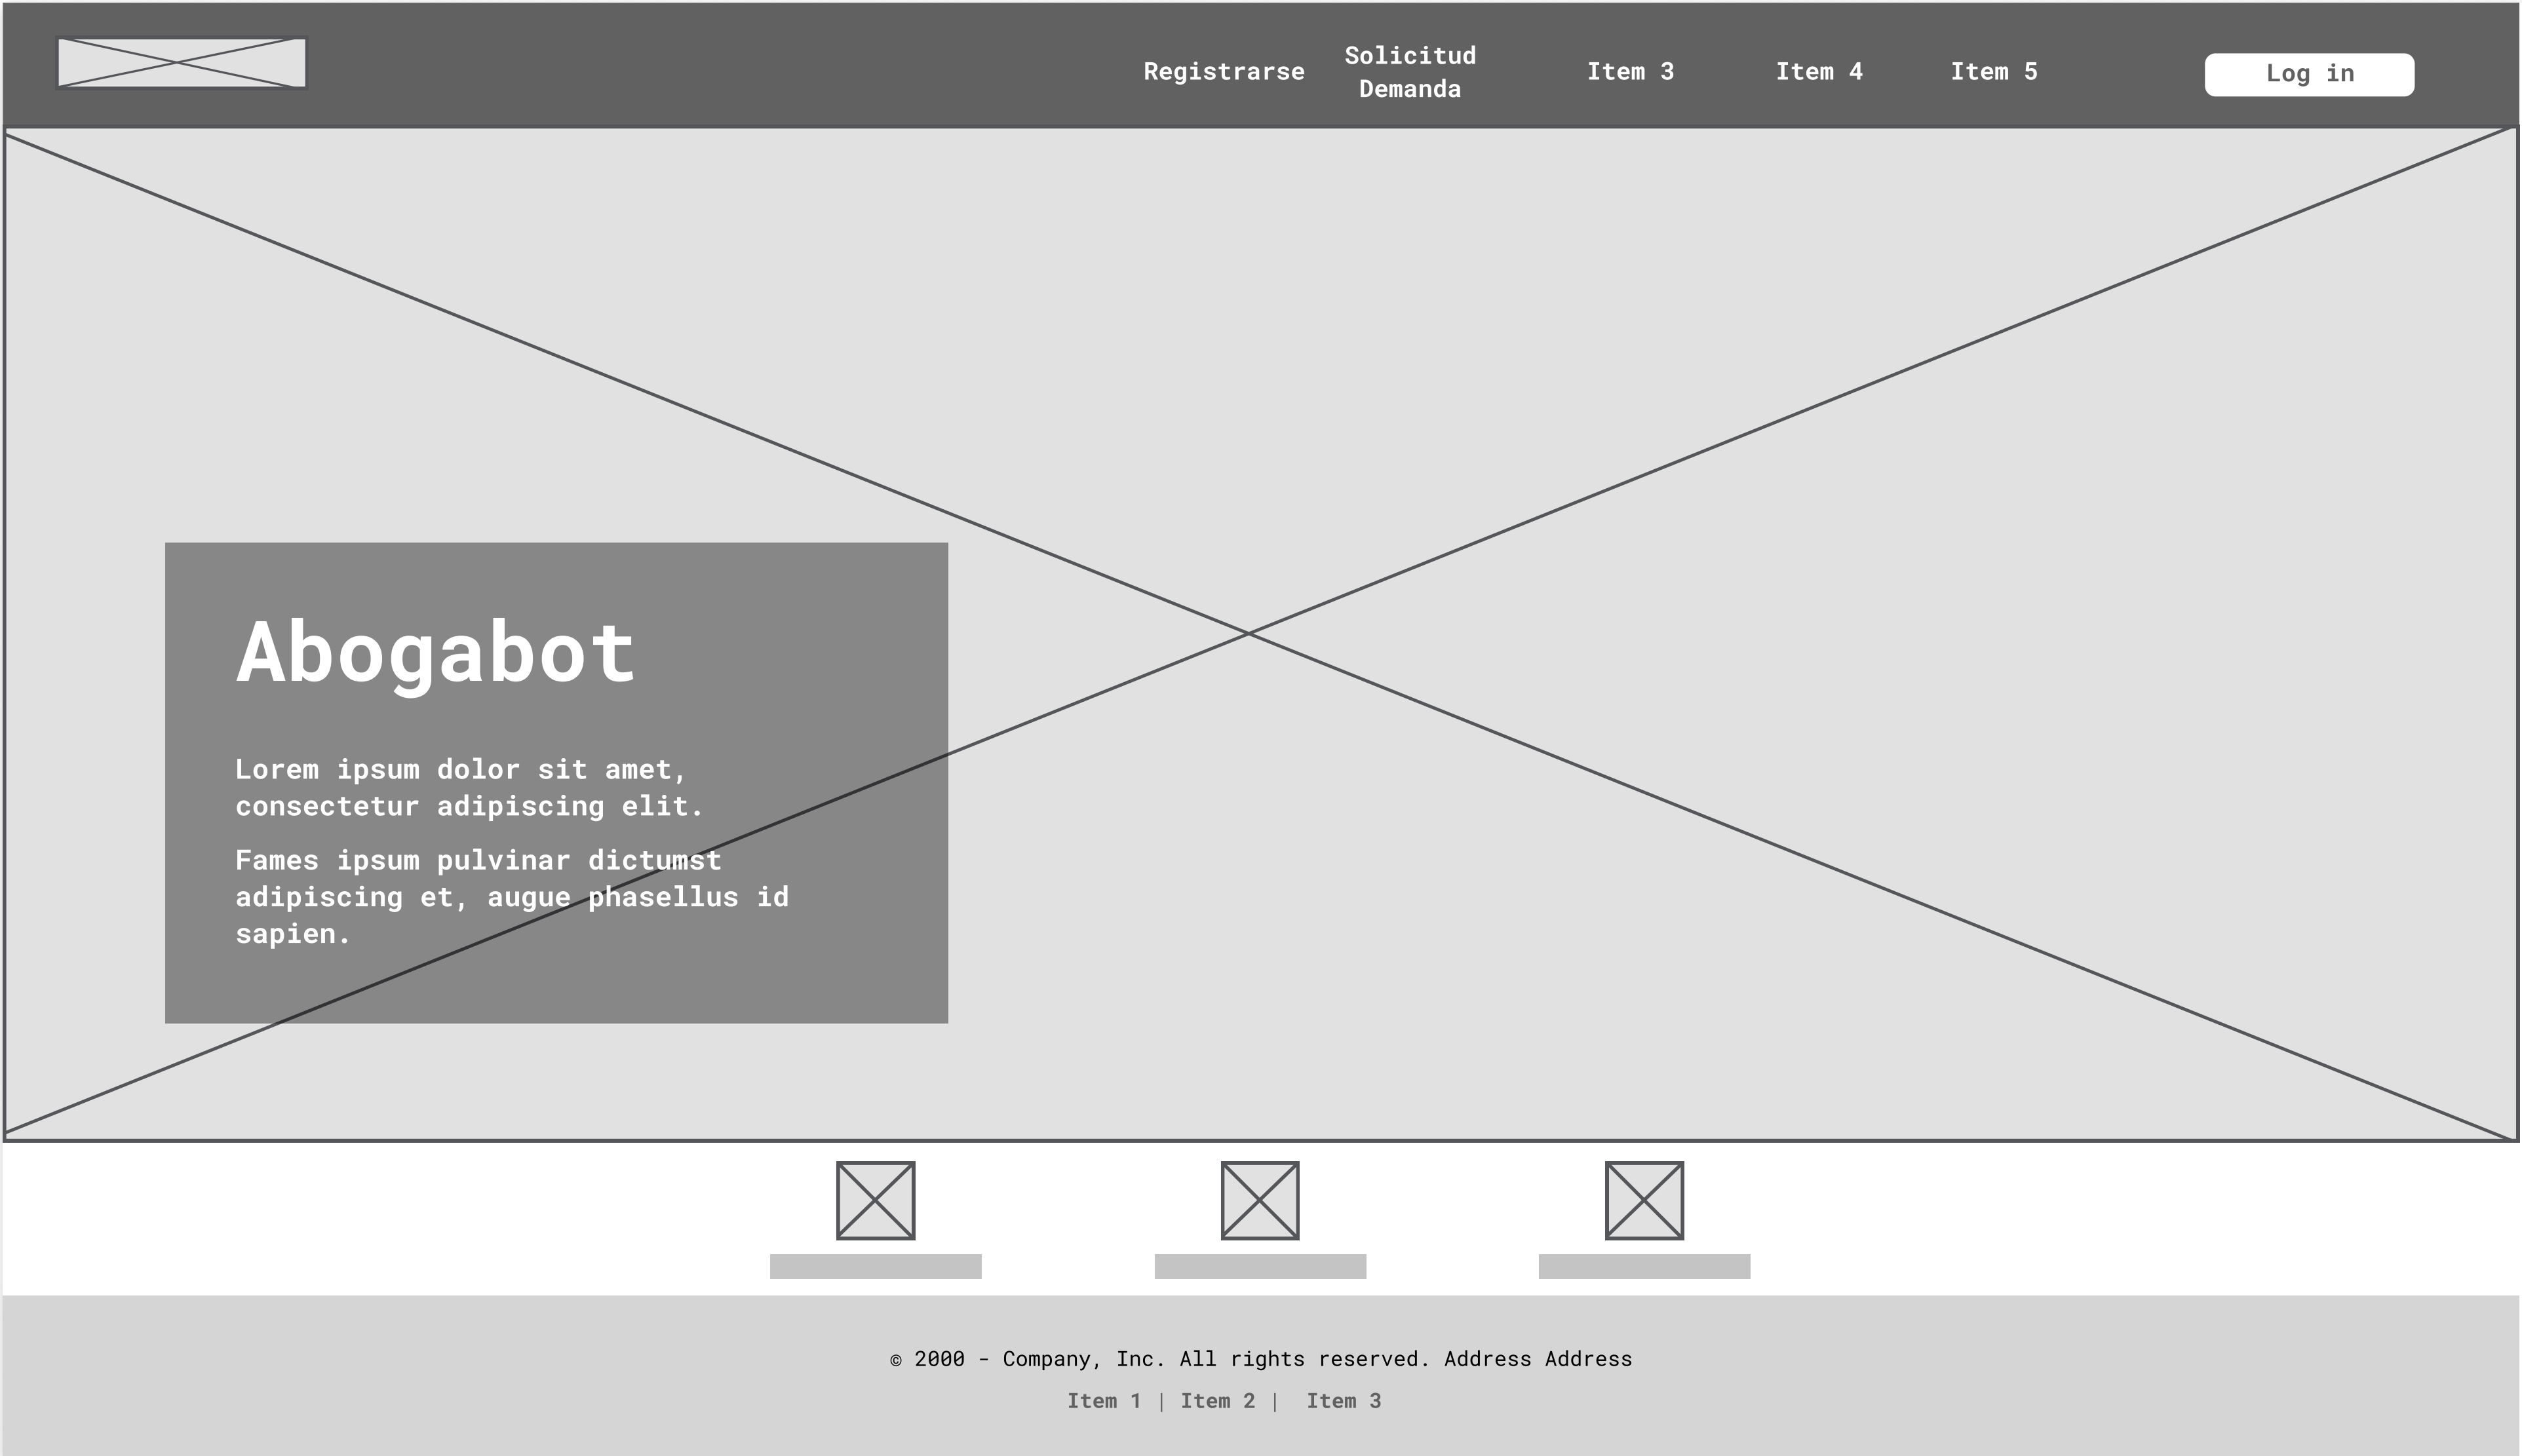 Registrarse
Solicitud
Demanda
Item 3
Item 4
Item 5
Log in
Abogabot
Lorem ipsum dolor sit amet,
consectetur adipiscing elit.
Fames ipsum pulvinar dictumst
adipiscing et, augue phasellus id
sapien.
© 2000 - Company, Inc. All rights reserved. Address Address
Item 1 | Item 2 | Item 3